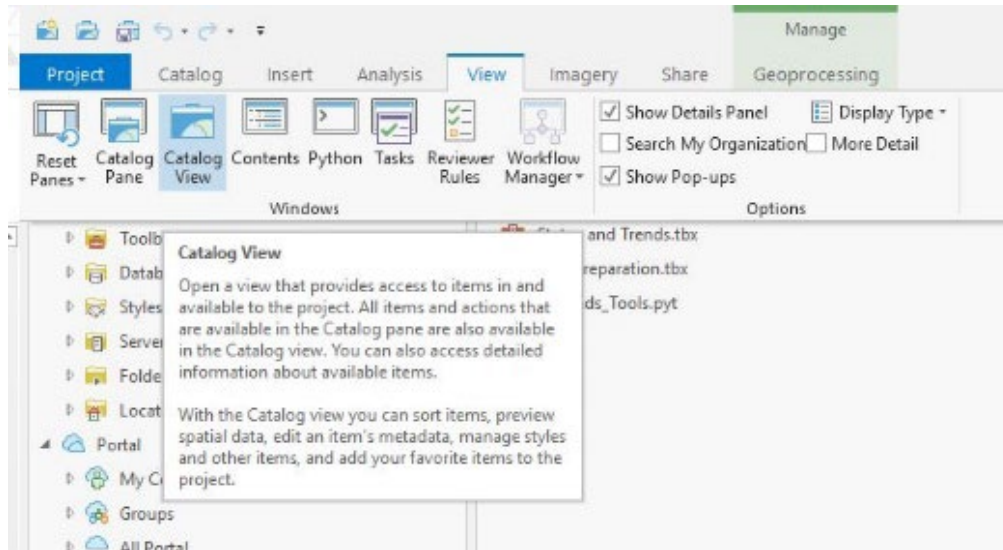 Manage
Project Catalog Insert Analysis View Imagery Share Geoprocessing
Reset Panes
Catalog Pane
Catalog View
Contents
Python
Tasks
Reviewer Rules
Workflow Manager
Windows
Show Details Panel
Display Type
Search My Organization
More Detail
Show Pop-ups
Options
Toolb
Datab
Styles
Server
Folde
Locat
Portal
My C
Groups
All Portal
Catalog View
Open a view that provides access to items in and
available to the project. All items and actions that
are available in the Catalog pane are also available
in the Catalog view. You can also access detailed
information about available items.
With the Catalog view you can sort items, preview
spatial data, edit an item's metadata, manage styles
and other items, and add your favorite items to the
project.
and Trends.tbx
reparation.tbx
ds_Tools.pyt